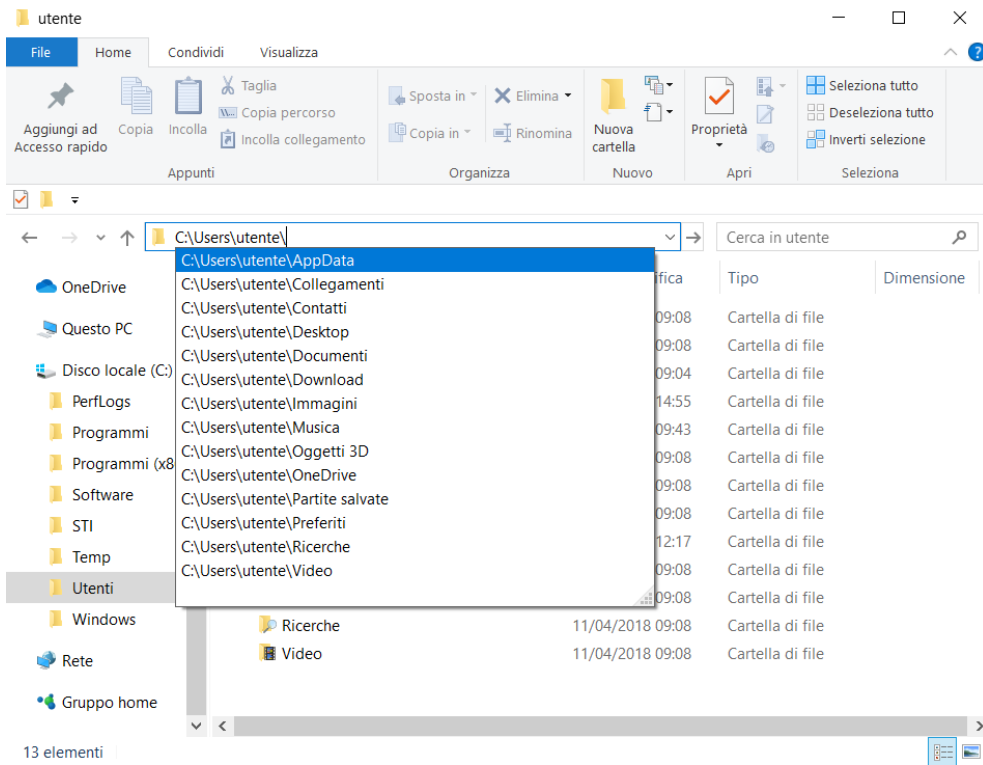 utente
File Home Condividi Visualizza
Aggiungi ad
Accesso rapido
Copia
Incolla
Taglia
Copia percorso
Incolla collegamento
Appunti
Sposta in
Copia in
Elimina
Rinomina
Organizza
Nuova
cartella
Nuovo
Proprietà
Apri
Seleziona tutto
Deseleziona tutto
Inverti selezione
Seleziona
C:\Users\utente\
Cerca in utente
C:\Users\utente\AppData
C:\Users\utente\Collegamenti
C:\Users\utente\Contatti
C:\Users\utente\Desktop
C:\Users\utente\Documenti
C:\Users\utente\Download
C:\Users\utente\Immagini
C:\Users\utente\Musica
C:\Users\utente\Oggetti 3D
C:\Users\utente\OneDrive
C:\Users\utente\Partite salvate
C:\Users\utente\Preferiti
C:\Users\utente\Ricerche
C:\Users\utente\Video
OneDrive
Questo PC
Disco locale (C:)
PerfLogs
Programmi
Programmi (x8
Software
STI
Temp
Utenti
Windows
Rete
Gruppo home
ifica Tipo Dimensione
09:08 Cartella di file
09:08 Cartella di file
09:04 Cartella di file
14:55 Cartella di file
09:43 Cartella di file
09:08 Cartella di file
09:08 Cartella di file
09:08 Cartella di file
12:17 Cartella di file
09:08 Cartella di file
09:08 Cartella di file
Ricerche 11/04/2018 09:08 Cartella di file
Video 11/04/2018 09:08 Cartella di file
13 elementi